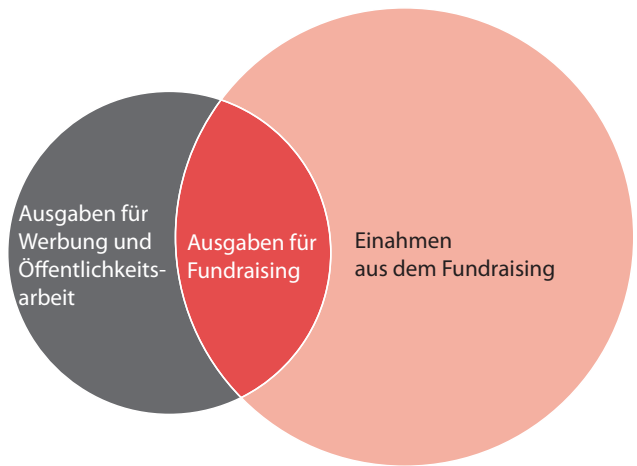 Ausgaben für
Werbung und
Öffentlichkeits-
arbeit
Ausgaben für
Fundraising
Einahmen
aus dem Fundraising